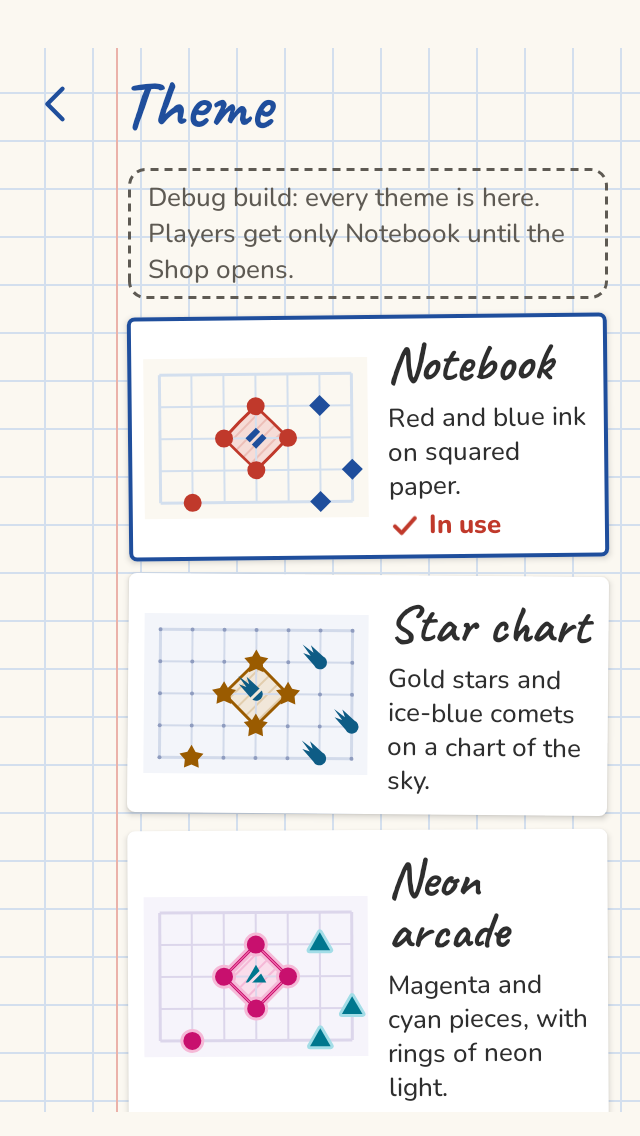 Theme
Debug build: every theme is here.
Players get only Notebook until the
Shop opens.
Notebook
Red and blue ink
on squared
paper.
In use
Star chart
Gold stars and
ice-blue comets
on a chart of the
sky.
Neon
arcade
Magenta and
cyan pieces, with
rings of neon
light.